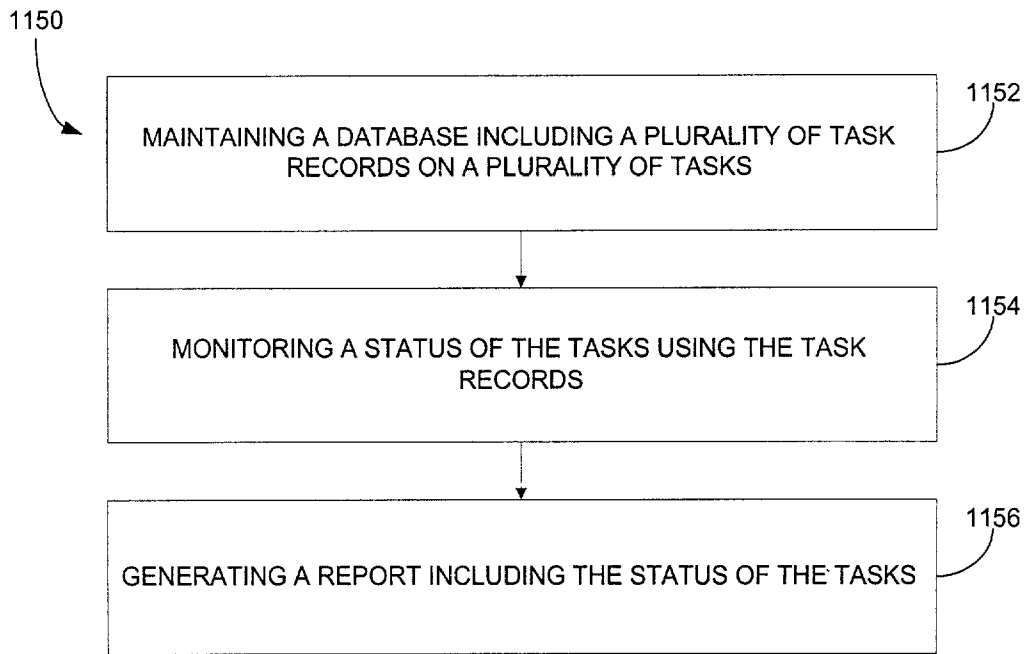 1150
1152
MAINTAINING A DATABASE INCLUDING A PLURALITY OF TASK
RECORDS ON A PLURALITY OF TASKS
1154
MONITORING A STATUS OF THE TASKS USING THE TASK
RECORDS
1156
GENERATING A REPORT INCLUDING THE STATUS OF THE TASKS